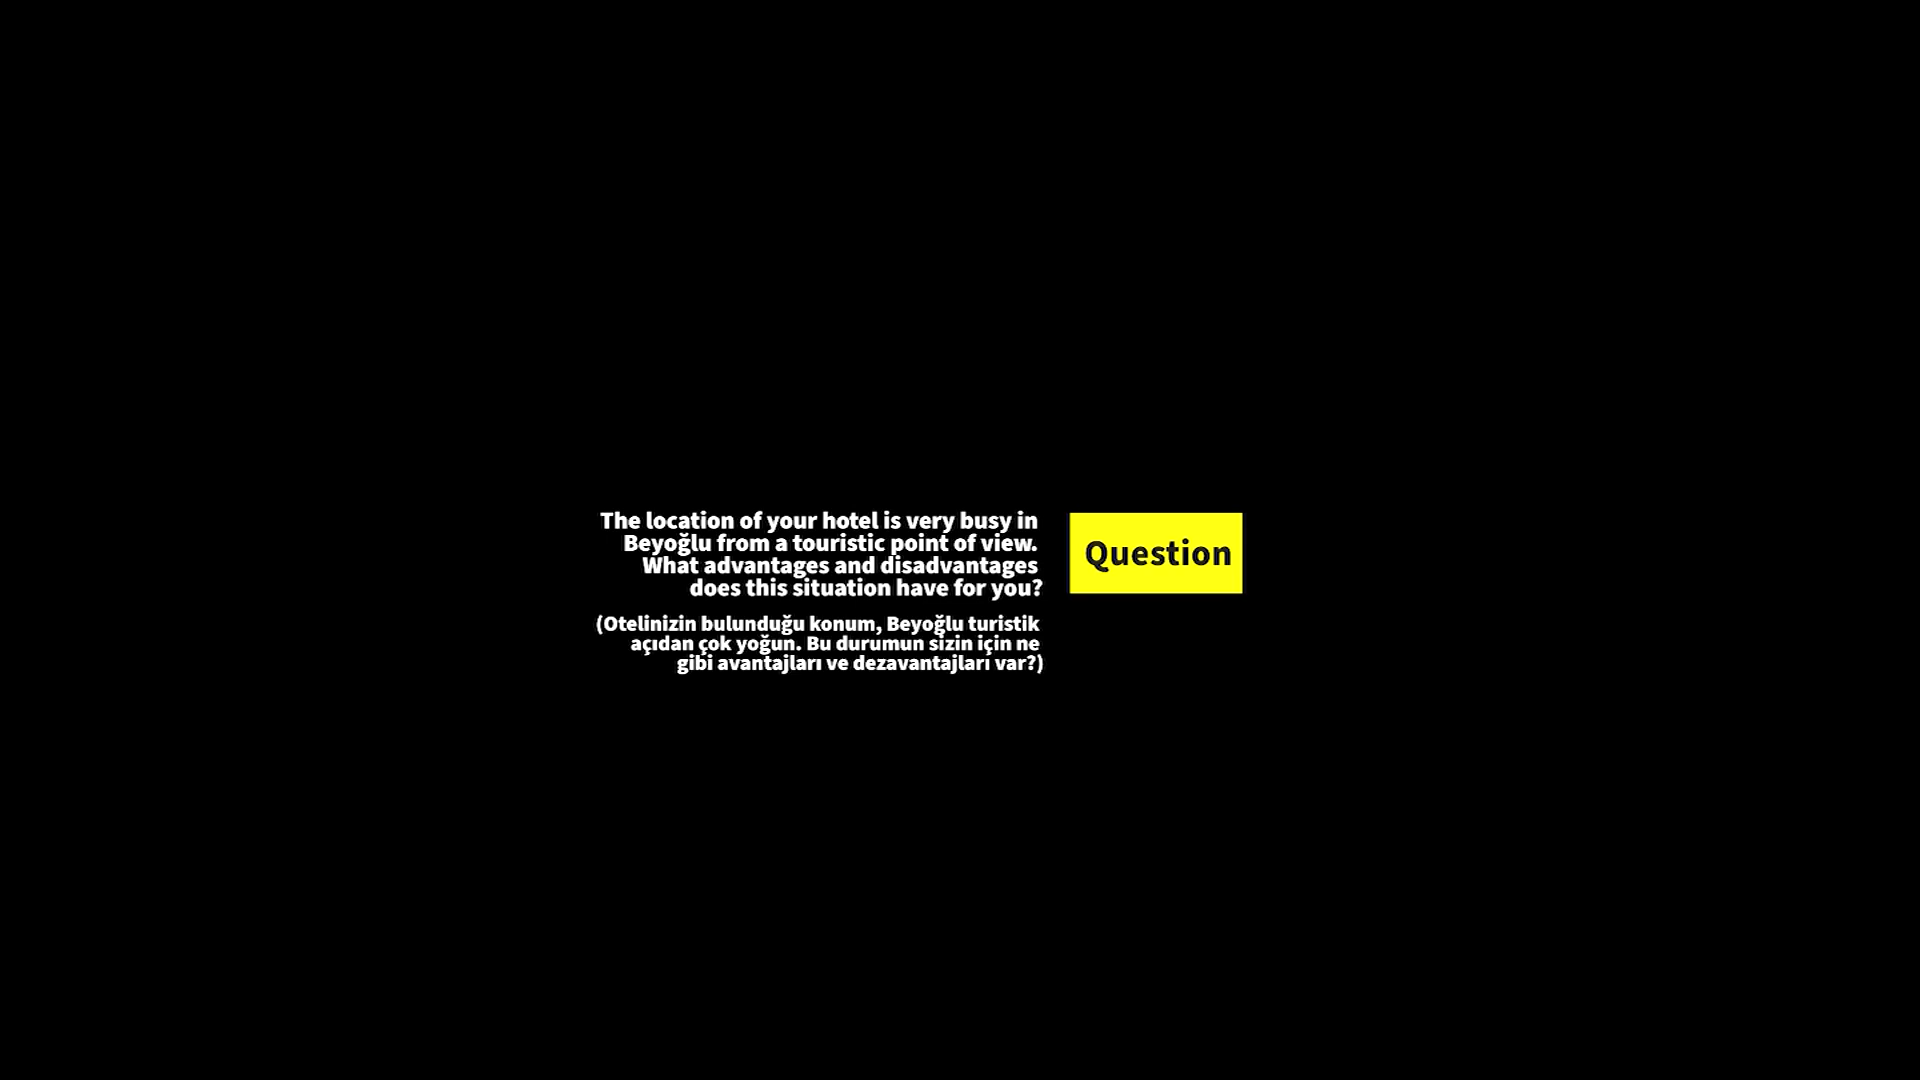 The location of your hotel is very busy in
Beyoğlu from a touristic point of view.
What advantages and disadvantages
does this situation have for you?
(Otelinizin bulunduğu konum, Beyoğlu turistik
açıdan çok yoğun. Bu durumun sizin için ne
gibi avantajları ve dezavantajları var?)
Question